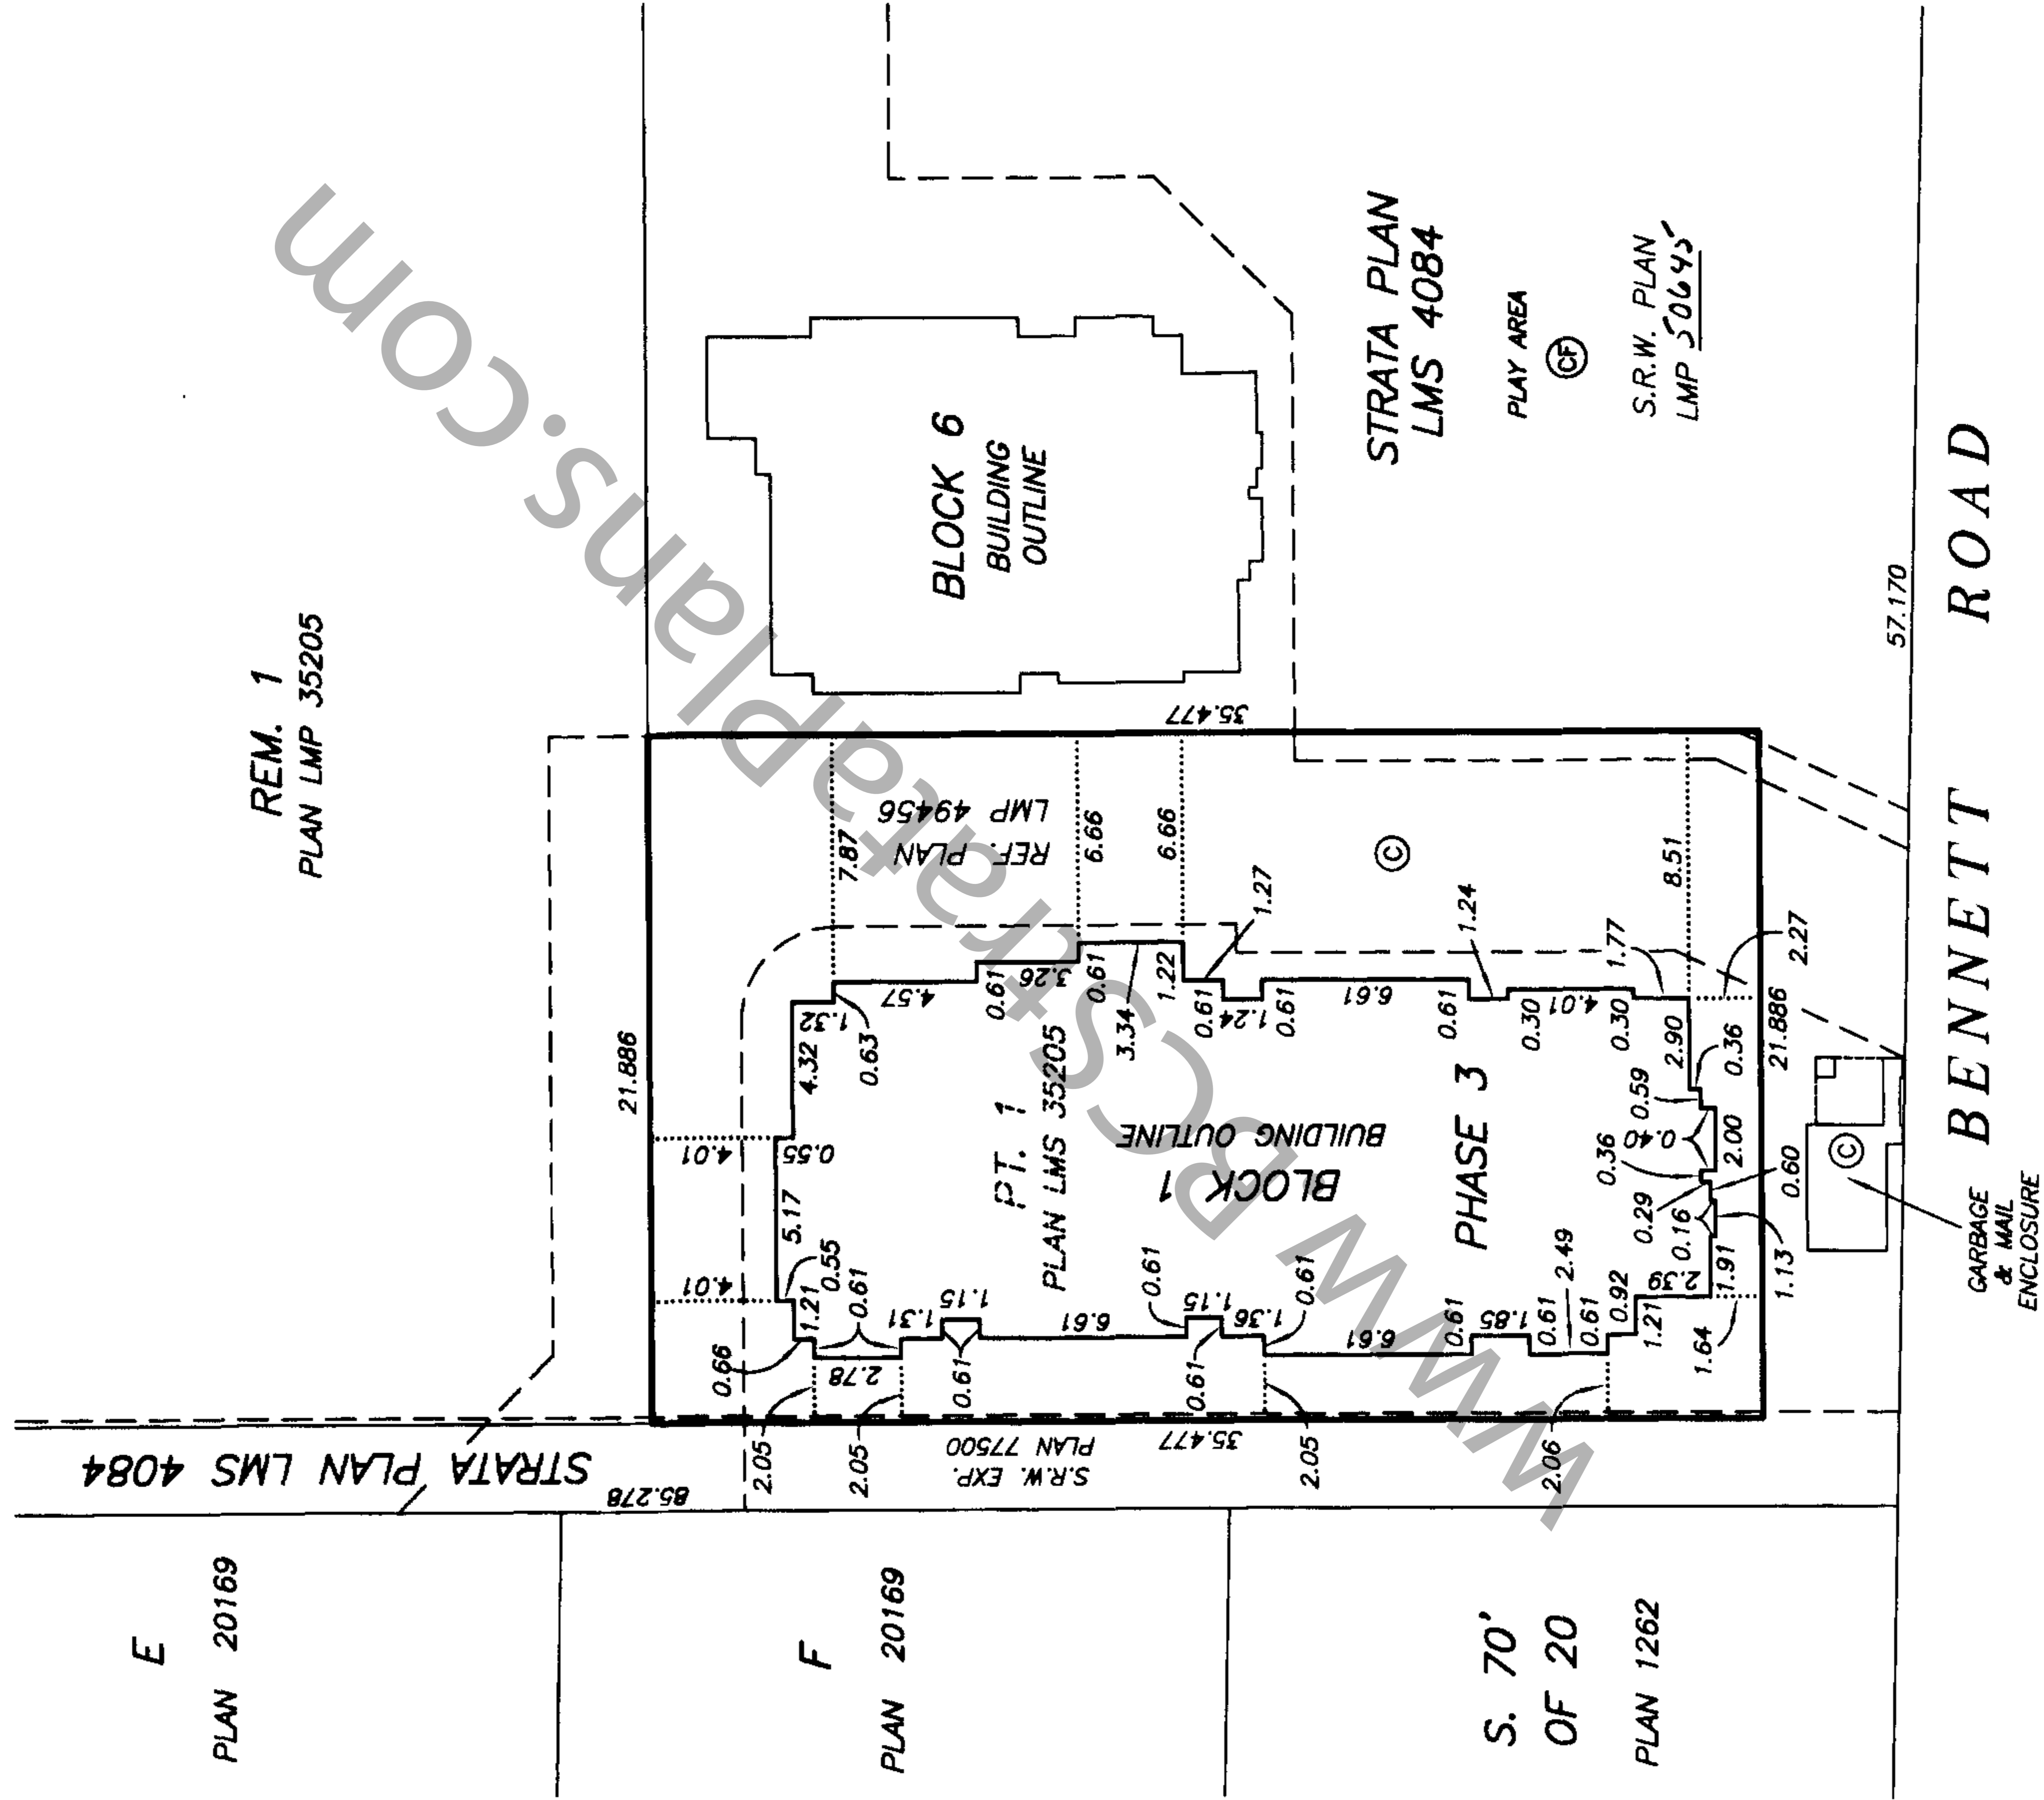 REM. 1
PLAN LMP 35205
STRATA PLAN LMS 4084
E
PLAN 20169
F
PLAN 20169
S. 70'
OF 20
PLAN 1262
85.278
S.R.W. EXP.
PLAN 77500
35.477
2.05
2.05
2.05
2.06
21.886
4.01
4.01
5.17
0.55
0.55
4.32
1.32
0.63
7.87
4.57
0.61
3.26
0.61
6.66
6.66
3.34
1.22
0.61
1.27
1.24
0.61
6.61
0.61
1.24
0.30
4.01
0.30
1.77
8.51
2.90
2.27
0.36
0.59
0.40
2.00
0.36
0.60
0.29
0.16
1.13
1.91
2.39
1.64
1.21
0.92
0.61
2.49
0.61
1.85
0.61
6.61
0.61
1.36
1.15
0.61
0.61
6.61
1.15
0.61
1.31
0.61
2.78
1.21
0.66
21.886
35.477
REF. PLAN
LMP 49456
PT. 1
PLAN LMS 35205
BLOCK 1
BUILDING OUTLINE
PHASE 3
C
BLOCK 6
BUILDING
OUTLINE
STRATA PLAN
LMS 4084
PLAY AREA
CF
S.R.W. PLAN
LMP 50645
57.170
BENNETT ROAD
C
GARBAGE
& MAIL
ENCLOSURE
www.BCStrataPlans.com